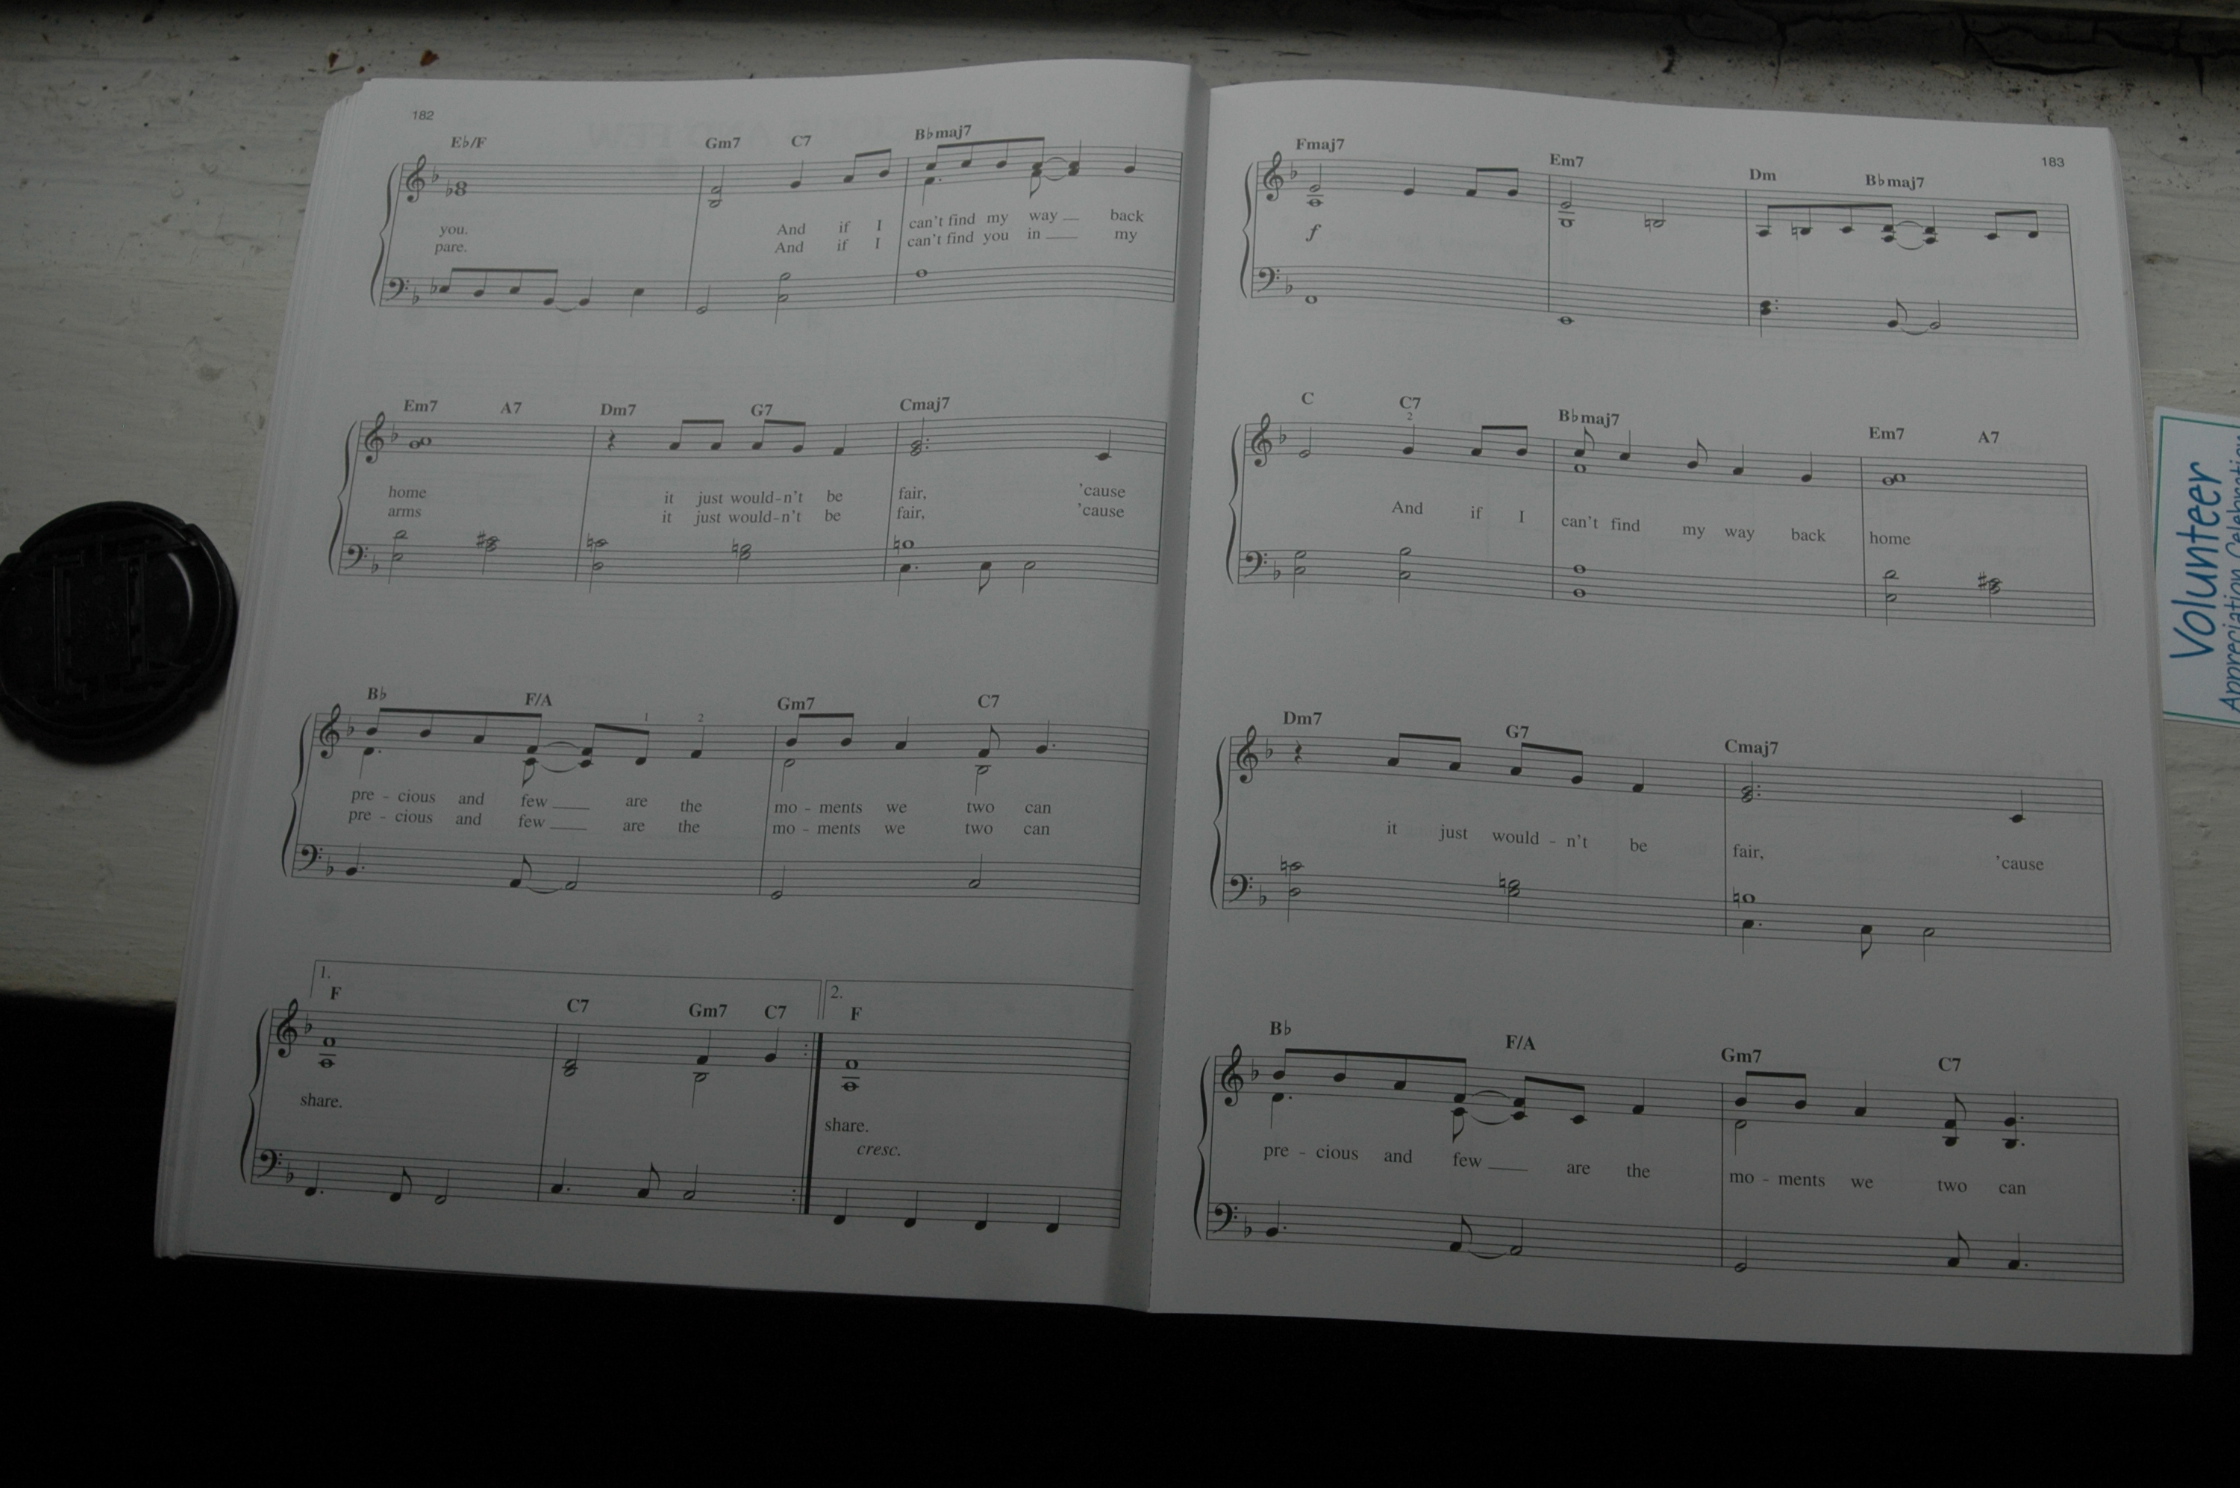 182
E♭/F Gm7 C7 B♭maj7
you. And if I can't find my way back
pare. And if I can't find you in my
Em7 A7 Dm7 G7 Cmaj7
home it just would - n't be fair, 'cause
arms it just would - n't be fair, 'cause
B♭ F/A Gm7 C7
1 2
pre - cious and few are the mo - ments we two can
pre - cious and few are the mo - ments we two can
1. 2.
F C7 Gm7 C7 F
share. share.
cresc.
183
Fmaj7 Em7 Dm B♭maj7
f
C C7 B♭maj7 Em7 A7
2
And if I can't find my way back home
Dm7 G7 Cmaj7
it just would - n't be fair, 'cause
B♭ F/A Gm7 C7
pre - cious and few are the mo - ments we two can
Volunteer
Appreciation Celebration